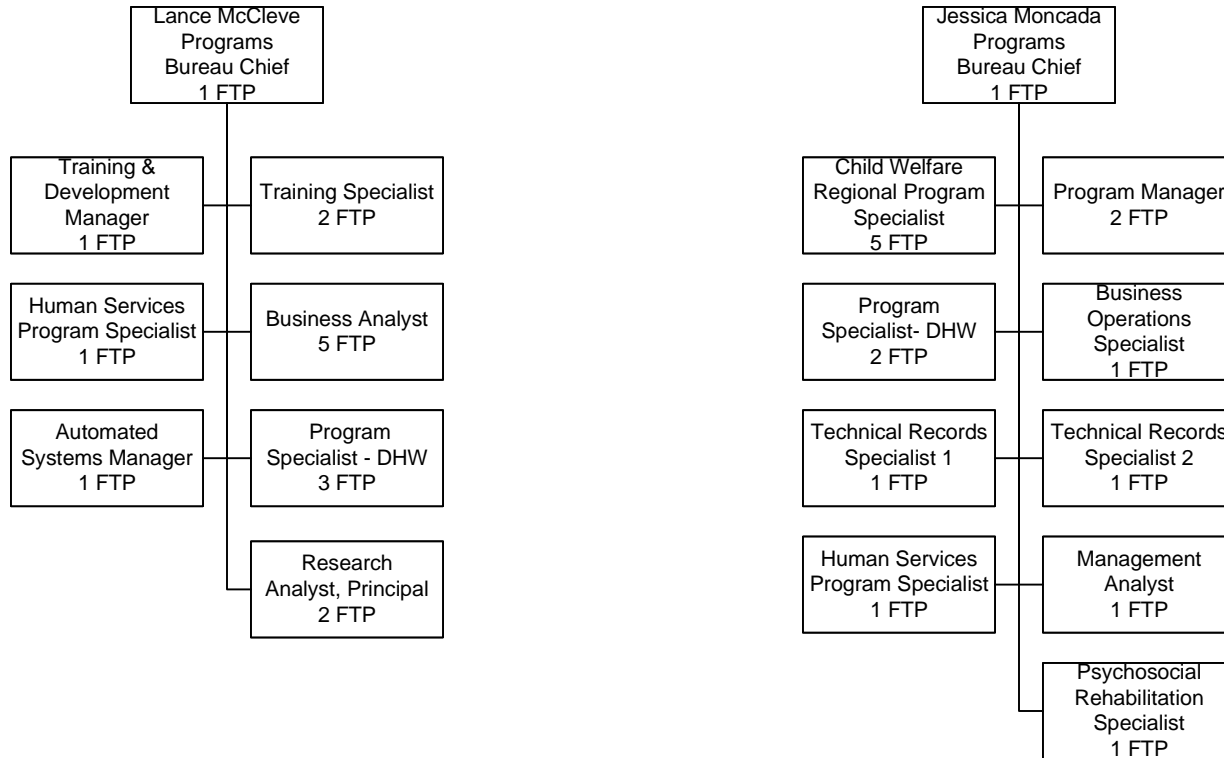 Lance McCleve
Programs
Bureau Chief
1 FTP
Training &
Development
Manager
1 FTP
Training Specialist
2 FTP
Human Services
Program Specialist
1 FTP
Business Analyst
5 FTP
Automated
Systems Manager
1 FTP
Program
Specialist - DHW
3 FTP
Research
Analyst, Principal
2 FTP
Jessica Moncada
Programs
Bureau Chief
1 FTP
Child Welfare
Regional Program
Specialist
5 FTP
Program Manager
2 FTP
Program
Specialist- DHW
2 FTP
Business
Operations
Specialist
1 FTP
Technical Records
Specialist 1
1 FTP
Technical Records
Specialist 2
1 FTP
Human Services
Program Specialist
1 FTP
Management
Analyst
1 FTP
Psychosocial
Rehabilitation
Specialist
1 FTP